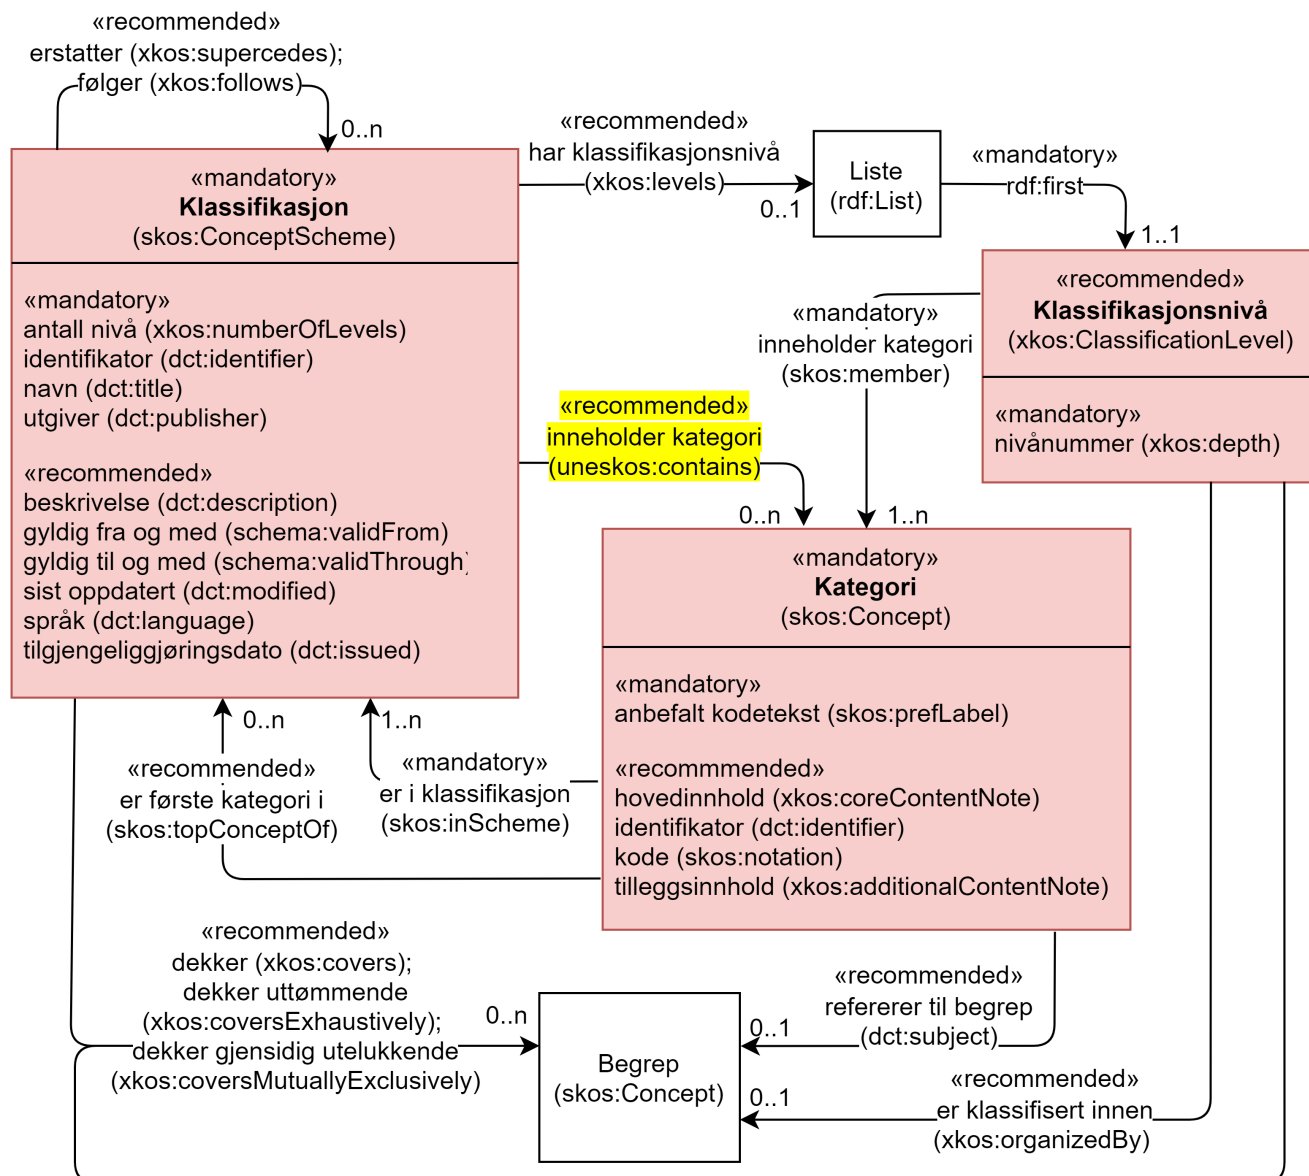 «recommended»
erstatter (xkos:supercedes);
følger (xkos:follows)
0..n
«mandatory»
Klassifikasjon
(skos:ConceptScheme)
«mandatory»
antall nivå (xkos:numberOfLevels)
identifikator (dct:identifier)
navn (dct:title)
utgiver (dct:publisher)
«recommended»
beskrivelse (dct:description)
gyldig fra og med (schema:validFrom)
gyldig til og med (schema:validThrough)
sist oppdatert (dct:modified)
språk (dct:language)
tilgjengeliggjøringsdato (dct:issued)
«recommended»
har klassifikasjonsnivå
(xkos:levels)
0..1
Liste
(rdf:List)
«mandatory»
rdf:first
1..1
«recommended»
Klassifikasjonsnivå
(xkos:ClassificationLevel)
«mandatory»
nivånummer (xkos:depth)
«mandatory»
inneholder kategori
(skos:member)
1..n
«recommended»
inneholder kategori
(uneskos:contains)
0..n
«mandatory»
Kategori
(skos:Concept)
«mandatory»
anbefalt kodetekst (skos:prefLabel)
«recommmended»
hovedinnhold (xkos:coreContentNote)
identifikator (dct:identifier)
kode (skos:notation)
tilleggsinnhold (xkos:additionalContentNote)
0..n
«recommended»
er første kategori i
(skos:topConceptOf)
1..n
«mandatory»
er i klassifikasjon
(skos:inScheme)
«recommended»
dekker (xkos:covers);
dekker uttømmende
(xkos:coversExhaustively);
dekker gjensidig utelukkende
(xkos:coversMutuallyExclusively)
0..n
Begrep
(skos:Concept)
«recommended»
refererer til begrep
(dct:subject)
0..1
«recommended»
er klassifisert innen
(xkos:organizedBy)
0..1